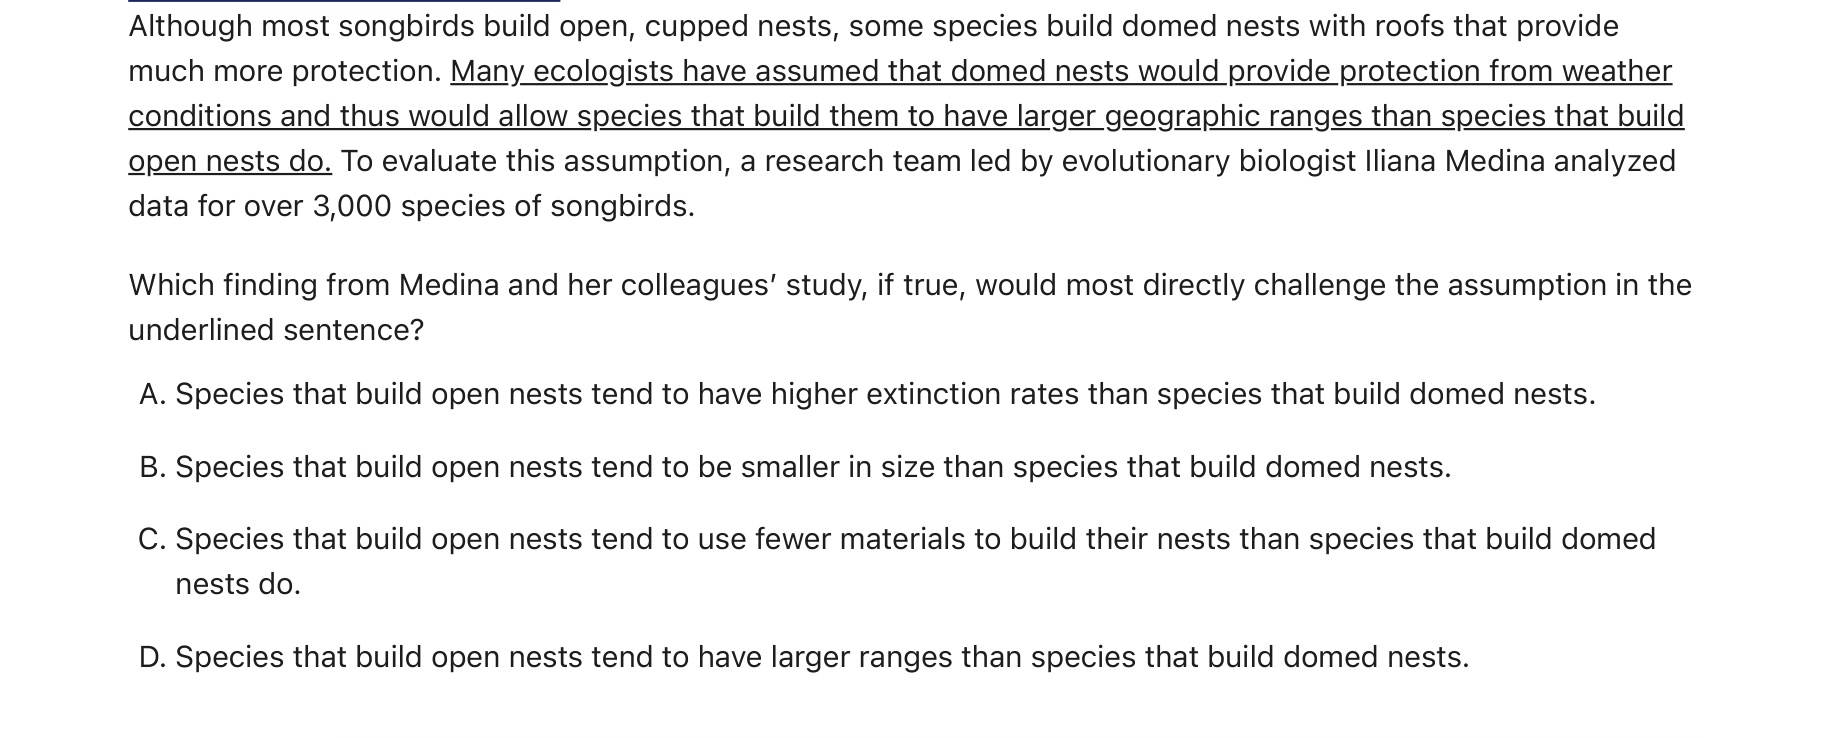 Although most songbirds build open, cupped nests, some species build domed nests with roofs that provide
much more protection. Many ecologists have assumed that domed nests would provide protection from weather
conditions and thus would allow species that build them to have larger geographic ranges than species that build
open nests do. To evaluate this assumption, a research team led by evolutionary biologist Iliana Medina analyzed
data for over 3,000 species of songbirds.
Which finding from Medina and her colleagues’ study, if true, would most directly challenge the assumption in the
underlined sentence?
A. Species that build open nests tend to have higher extinction rates than species that build domed nests.
B. Species that build open nests tend to be smaller in size than species that build domed nests.
C. Species that build open nests tend to use fewer materials to build their nests than species that build domed
nests do.
D. Species that build open nests tend to have larger ranges than species that build domed nests.